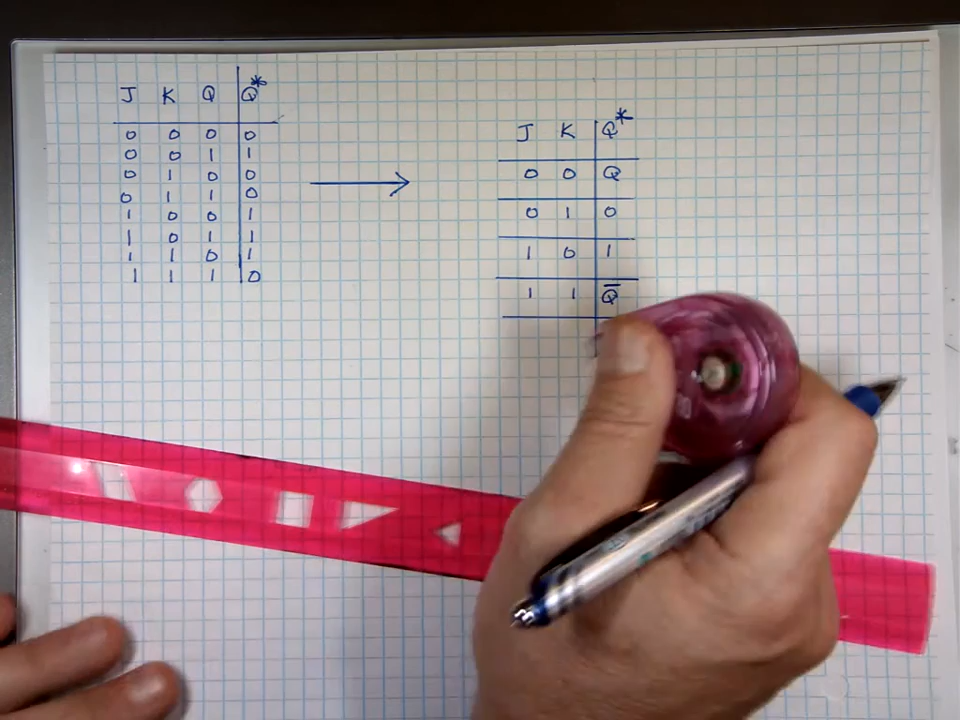 J K Q Q*
0 0 0 0
0 0 1 1
0 1 0 0
0 1 1 0
1 0 0 1
1 0 1 1
1 1 0 1
1 1 1 0
J K Q*
0 0 Q
0 1 0
1 0 1
1 1 Q̅